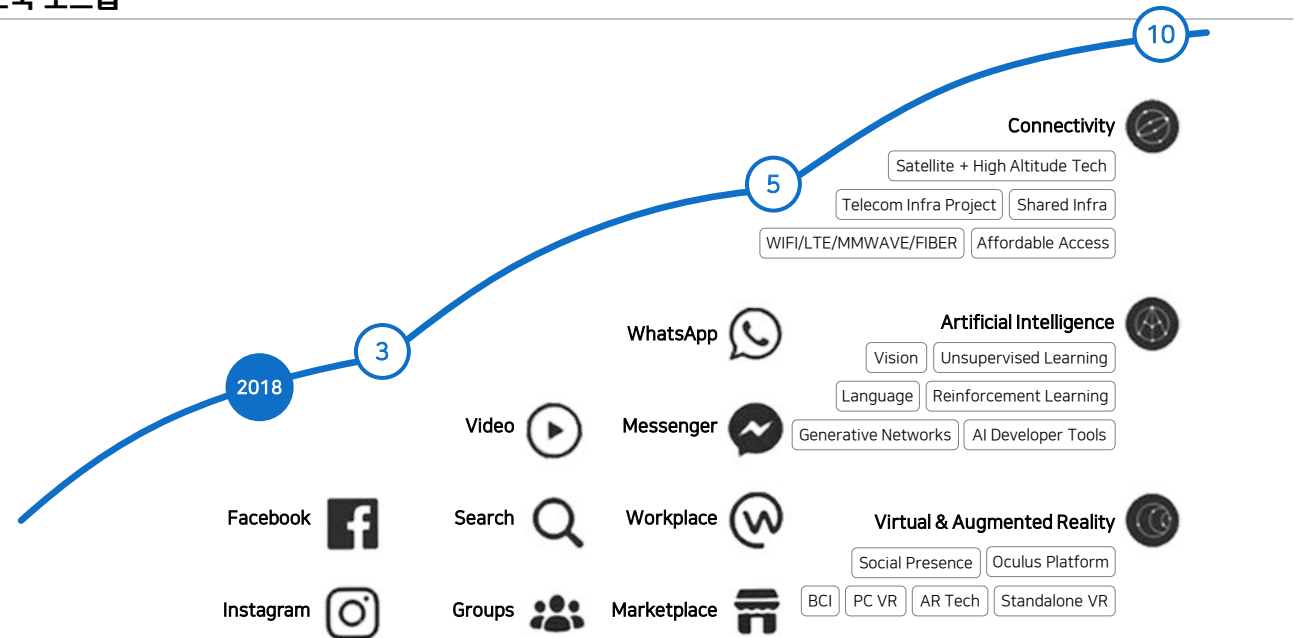 10
Connectivity
Satellite + High Altitude Tech
5
Telecom Infra Project Shared Infra
WIFI/LTE/MMWAVE/FIBER Affordable Access
WhatsApp
Artificial Intelligence
3
Vision Unsupervised Learning
2018
Language Reinforcement Learning
Video Messenger
Generative Networks AI Developer Tools
Facebook Search Workplace
Virtual & Augmented Reality
Social Presence Oculus Platform
Instagram Groups Marketplace
BCI PC VR AR Tech Standalone VR